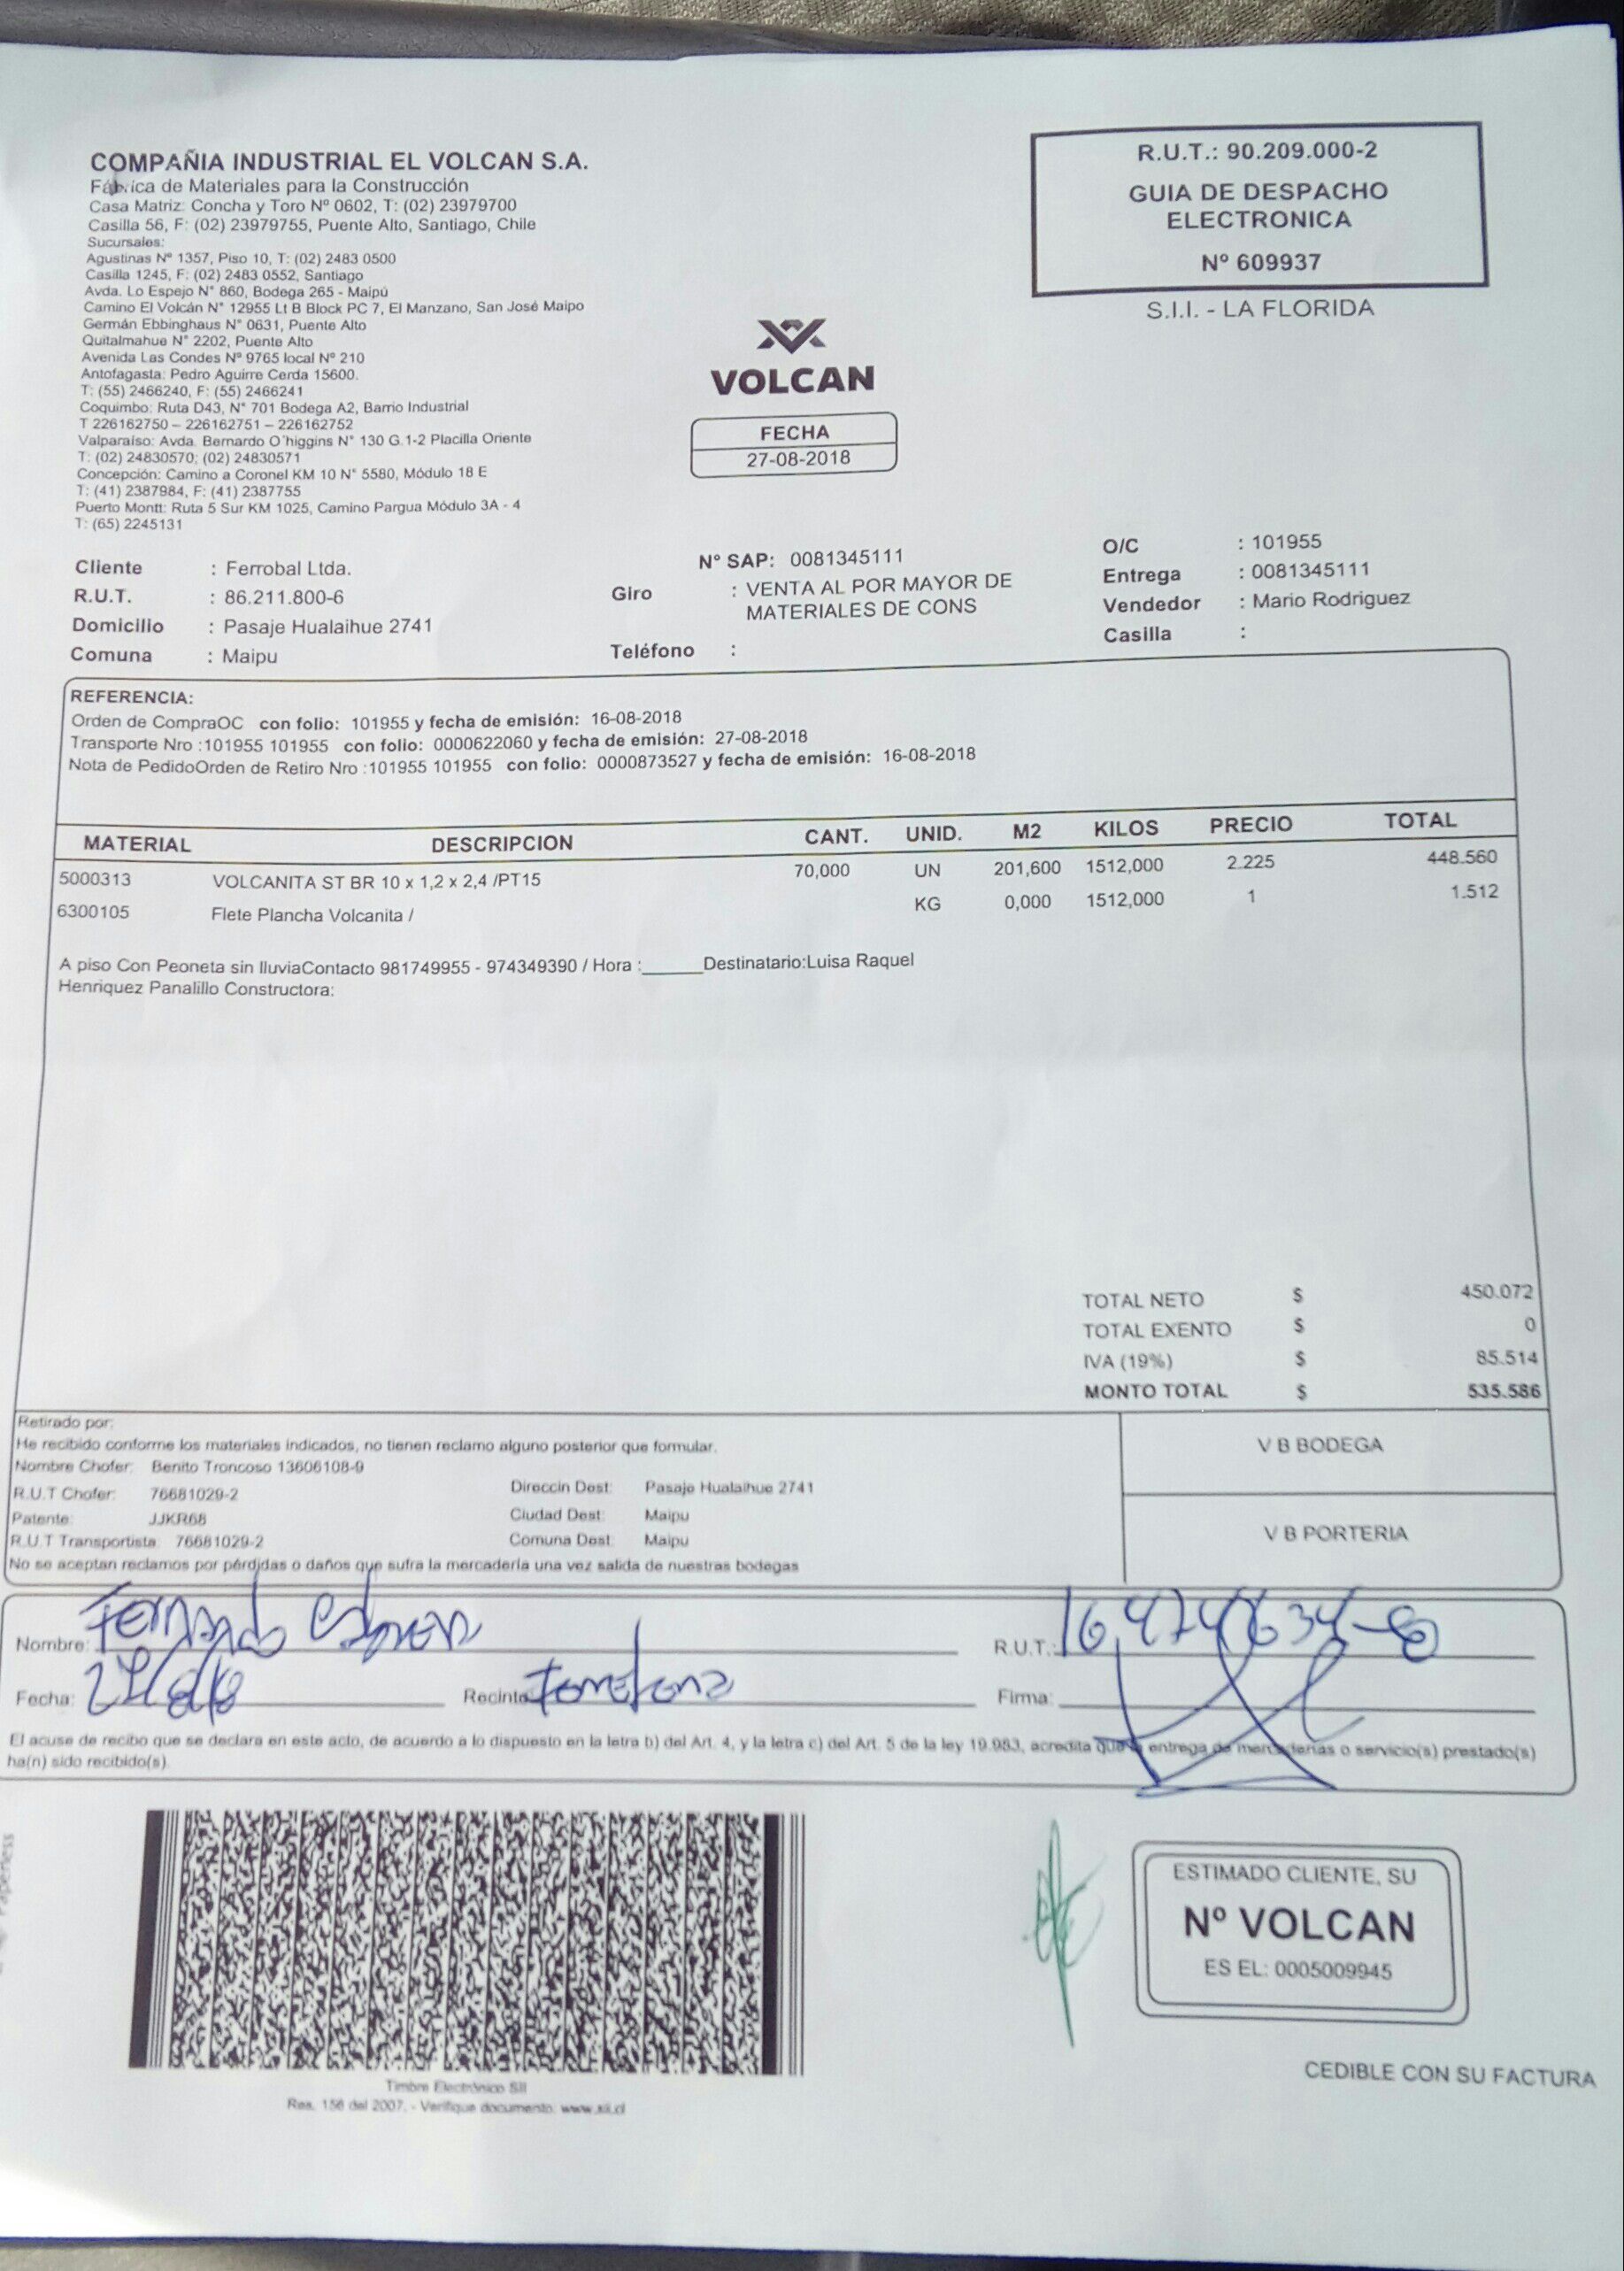 COMPAÑIA INDUSTRIAL EL VOLCAN S.A.
Fábrica de Materiales para la Construcción
Casa Matriz: Concha y Toro Nº 0602, T: (02) 23979700
Casilla 56, F: (02) 23979755, Puente Alto, Santiago, Chile
Sucursales:
Agustinas Nº 1357, Piso 10, T: (02) 2483 0500
Casilla 1245, F: (02) 2483 0552, Santiago
Avda. Lo Espejo N° 860, Bodega 265 - Maipú
Camino El Volcán N° 12955 Lt B Block PC 7, El Manzano, San José Maipo
Germán Ebbinghaus N° 0631, Puente Alto
Quitalmahue N° 2202, Puente Alto
Avenida Las Condes Nº 9765 local Nº 210
Antofagasta: Pedro Aguirre Cerda 15600.
T: (55) 2466240, F: (55) 2466241
Coquimbo: Ruta D43, N° 701 Bodega A2, Barrio Industrial
T 226162750 – 226162751 – 226162752
Valparaíso: Avda. Bernardo O´higgins N° 130 G.1-2 Placilla Oriente
T: (02) 24830570; (02) 24830571
Concepción: Camino a Coronel KM 10 N° 5580, Módulo 18 E
T: (41) 2387984, F: (41) 2387755
Puerto Montt: Ruta 5 Sur KM 1025, Camino Pargua Módulo 3A - 4
T: (65) 2245131
R.U.T.: 90.209.000-2
GUIA DE DESPACHO
ELECTRONICA
Nº 609937
S.I.I. - LA FLORIDA
VOLCAN
FECHA
27-08-2018
Cliente : Ferrobal Ltda.
R.U.T. : 86.211.800-6
Domicilio : Pasaje Hualaihue 2741
Comuna : Maipu
Nº SAP: 0081345111
Giro : VENTA AL POR MAYOR DE
MATERIALES DE CONS
Teléfono :
O/C : 101955
Entrega : 0081345111
Vendedor : Mario Rodriguez
Casilla :
REFERENCIA:
Orden de CompraOC con folio: 101955 y fecha de emisión: 16-08-2018
Transporte Nro :101955 101955 con folio: 0000622060 y fecha de emisión: 27-08-2018
Nota de PedidoOrden de Retiro Nro :101955 101955 con folio: 0000873527 y fecha de emisión: 16-08-2018
MATERIAL DESCRIPCION CANT. UNID. M2 KILOS PRECIO TOTAL
5000313 VOLCANITA ST BR 10 x 1,2 x 2,4 /PT15 70,000 UN 201,600 1512,000 2.225 448.560
6300105 Flete Plancha Volcanita / KG 0,000 1512,000 1 1.512
A piso Con Peoneta sin lluviaContacto 981749955 - 974349390 / Hora :______Destinatario:Luisa Raquel
Henriquez Panalillo Constructora:
TOTAL NETO $ 450.072
TOTAL EXENTO $ 0
IVA (19%) $ 85.514
MONTO TOTAL $ 535.586
Retirado por:
He recibido conforme los materiales indicados, no tienen reclamo alguno posterior que formular.
Nombre Chofer: Benito Troncoso 13606108-9
R.U.T Chofer: 76681029-2 Direccin Dest: Pasaje Hualaihue 2741
Patente: JJKR68 Ciudad Dest: Maipu
R.U.T Transportista: 76681029-2 Comuna Dest: Maipu
No se aceptan reclamos por pérdidas o daños que sufra la mercadería una vez salida de nuestras bodegas
V B BODEGA
V B PORTERIA
Nombre: Fernando R.U.T.: 16,474634-8
Fecha: 27/8/18 Recinto: Firma:
El acuse de recibo que se declara en este acto, de acuerdo a lo dispuesto en la letra b) del Art. 4, y la letra c) del Art. 5 de la ley 19.983, acredita que la entrega de mercaderías o servicio(s) prestado(s)
ha(n) sido recibido(s).
Paperless
Timbre Electrónico SII
Res. 156 del 2007. - Verifique documento: www.sii.cl
ESTIMADO CLIENTE, SU
Nº VOLCAN
ES EL: 0005009945
CEDIBLE CON SU FACTURA